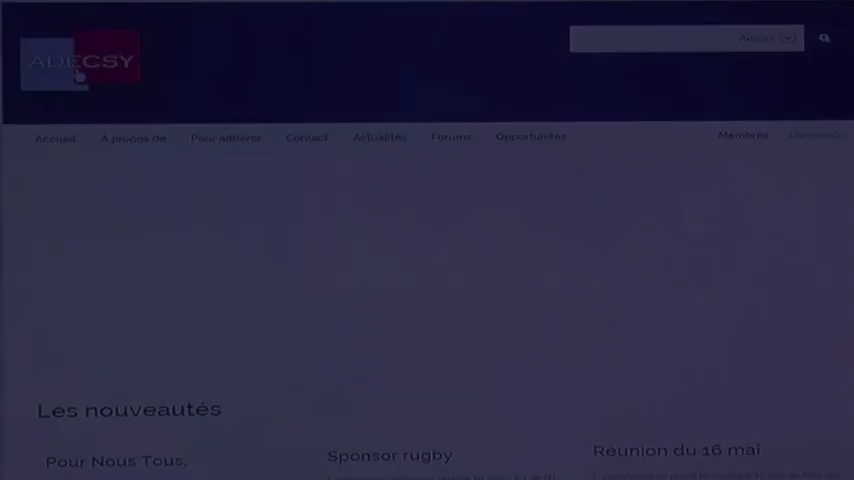 ADECSY
Accueil A propos de Pour adhérer Contact Actualités Forums Opportunités Membres Connexion
Les nouveautés
Pour Nous Tous,
Sponsor rugby
Réunion du 16 mai